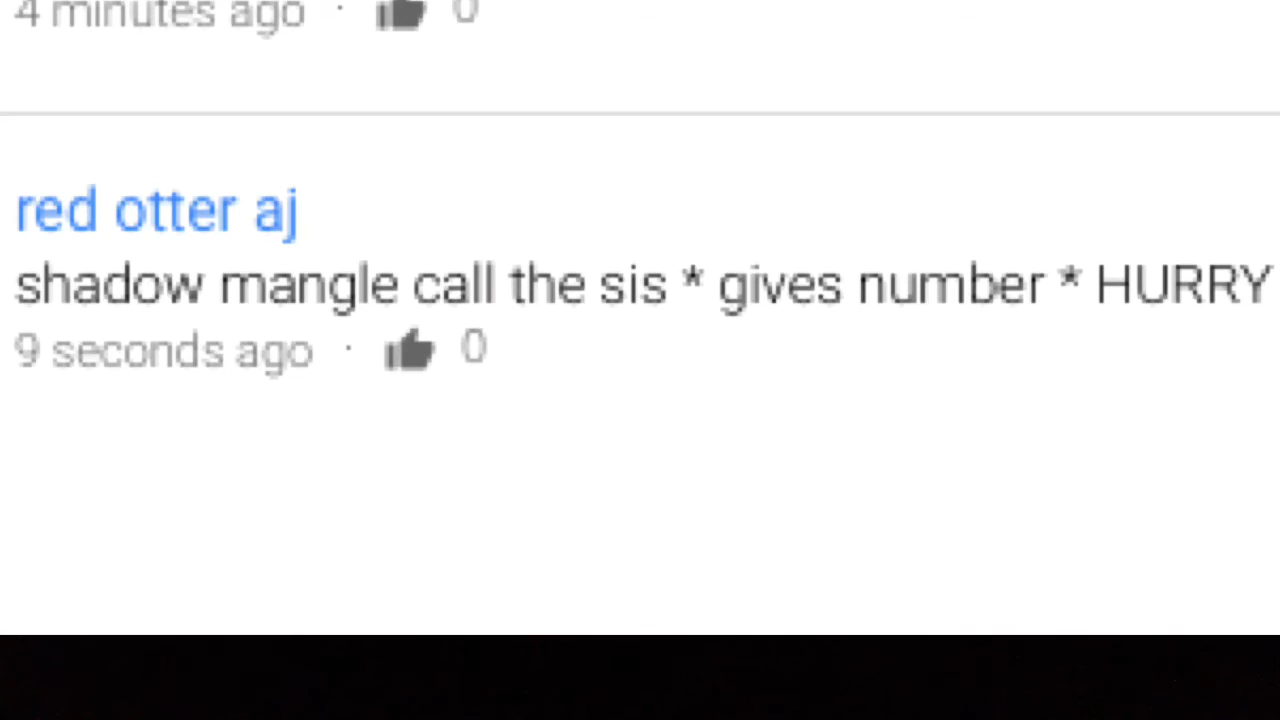 4 minutes ago · 0
red otter aj
shadow mangle call the sis * gives number * HURRY
9 seconds ago · 0